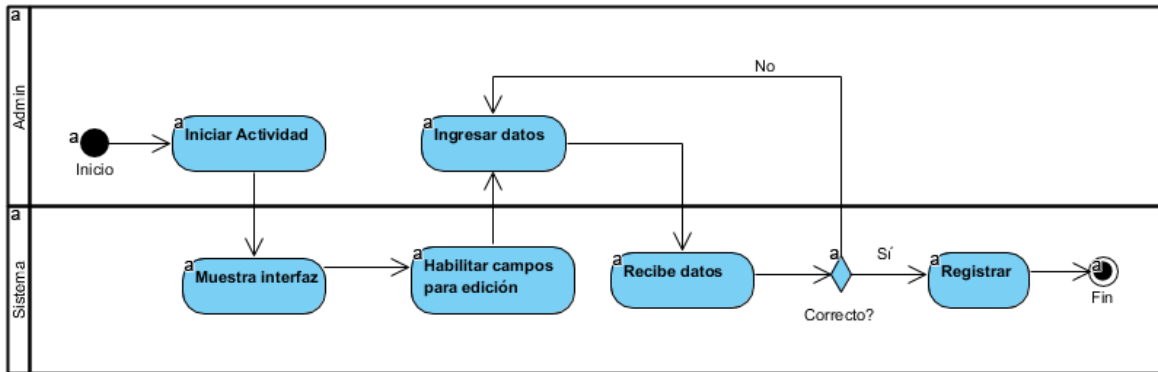 a
Admin
a
Inicio
a
Iniciar Actividad
a
Ingresar datos
No
a
Sistema
a
Muestra interfaz
a
Habilitar campos
para edición
a
Recibe datos
a
Correcto?
Sí
a
Registrar
a
Fin